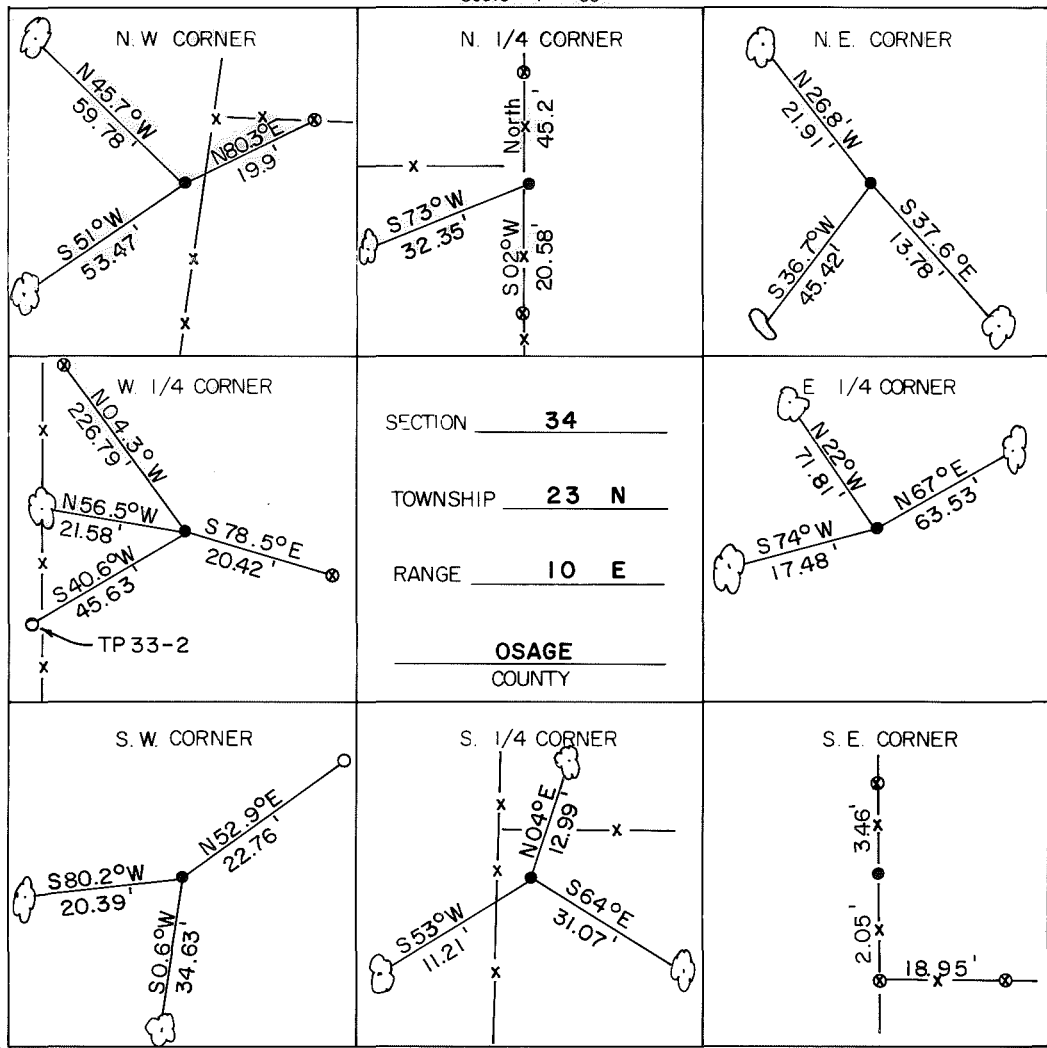 N. W. CORNER
N45.7°W
59.78'
N80.3°E
19.9'
S51°W
53.47'
N. 1/4 CORNER
North
45.2'
S73°W
32.35'
S02°W
20.58'
N.E. CORNER
N26.8'W
21.91'
S37.6°E
13.78'
S36.7°W
45.42'
W. 1/4 CORNER
N04.3°W
226.79'
N56.5°W
21.58'
S78.5°E
20.42'
S40.6°W
45.63'
TP33-2
SECTION 34
TOWNSHIP 23 N
RANGE 10 E
OSAGE
COUNTY
E 1/4 CORNER
N22°W
71.81'
N67°E
63.53'
S74°W
17.48'
S.W. CORNER
N52.9°E
22.76'
S80.2°W
20.39'
S0.6°W
34.63'
S. 1/4 CORNER
N04°E
12.99'
S53°W
11.21'
S64°E
31.07'
S.E. CORNER
3.46'
2.05'
18.95'